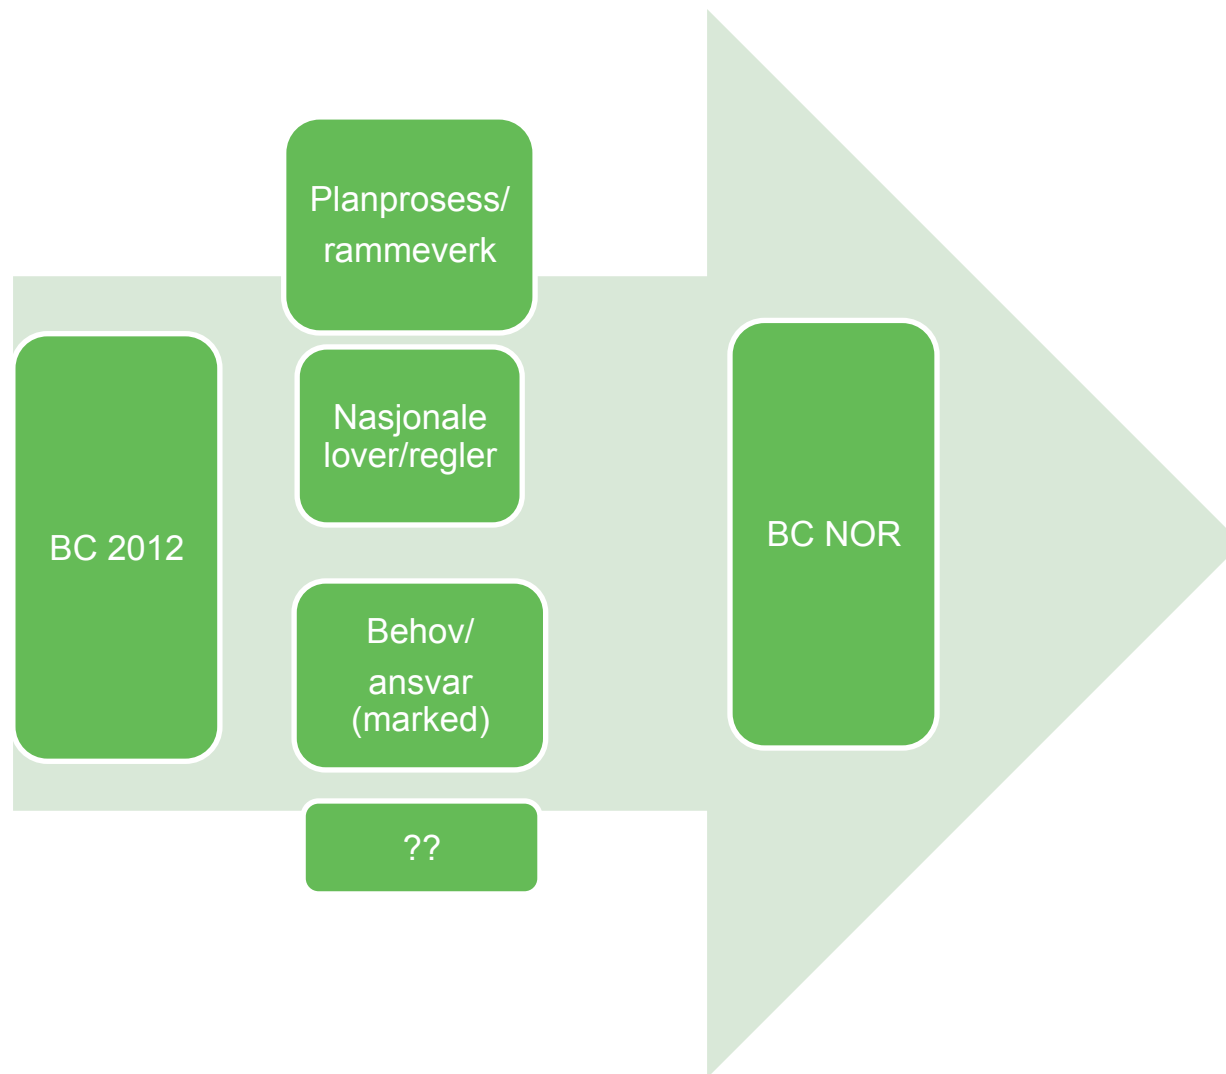 BC 2012
Planprosess/
rammeverk
Nasjonale
lover/regler
Behov/
ansvar
(marked)
??
BC NOR